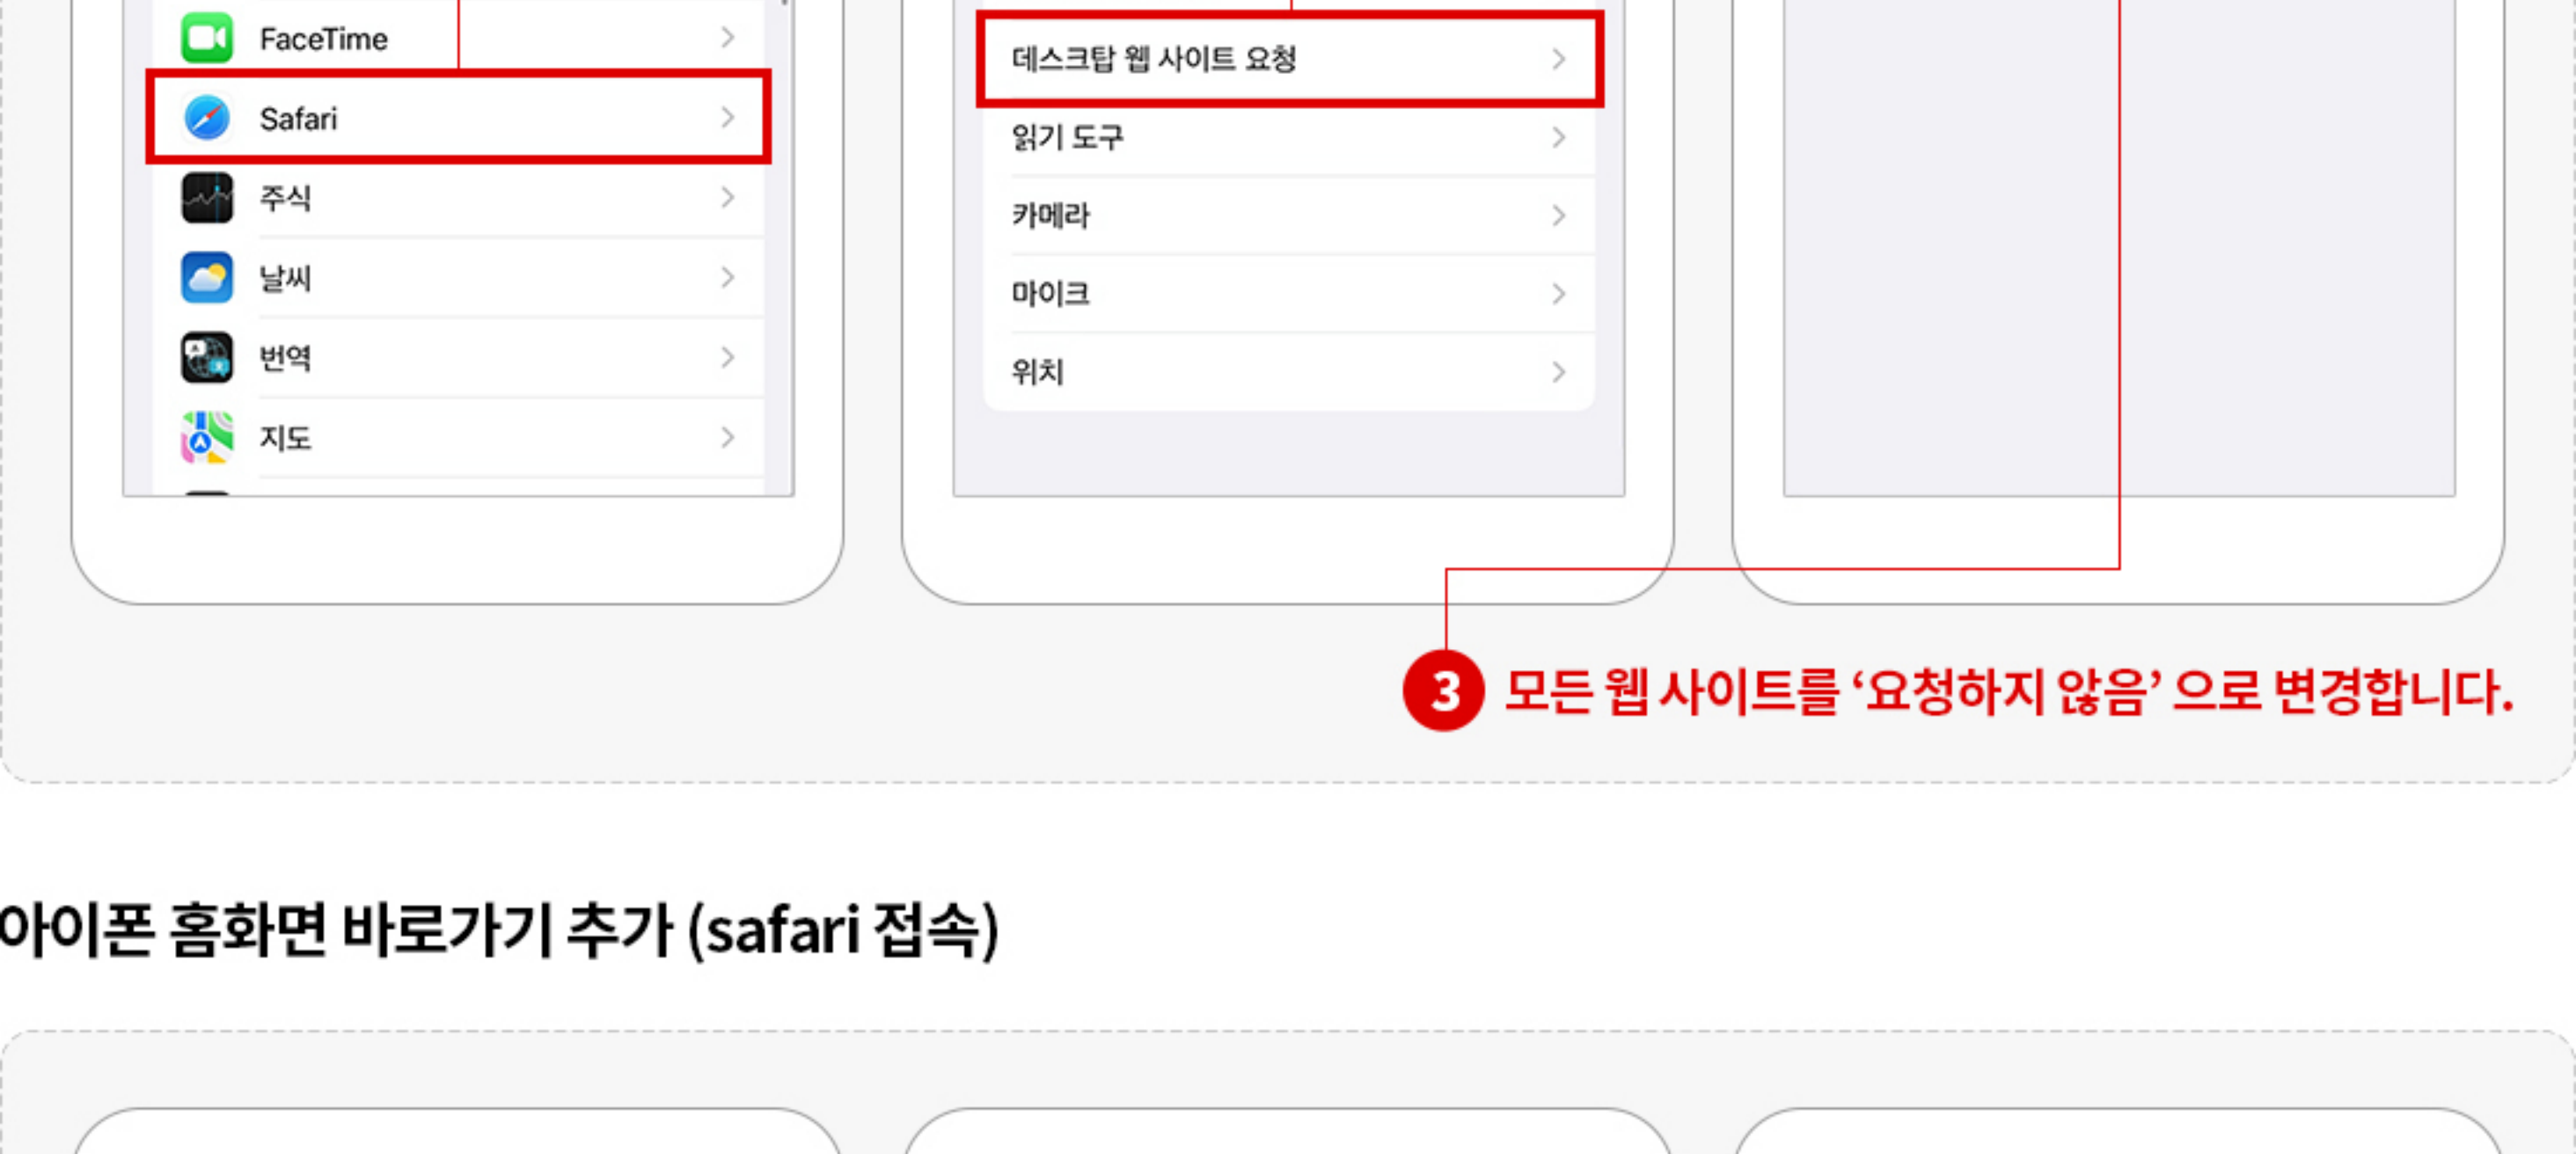 FaceTime
Safari
주식
날씨
번역
지도
데스크탑 웹 사이트 요청
읽기 도구
카메라
마이크
위치
3 모든 웹 사이트를 ‘요청하지 않음’ 으로 변경합니다.
아이폰 홈화면 바로가기 추가 (safari 접속)